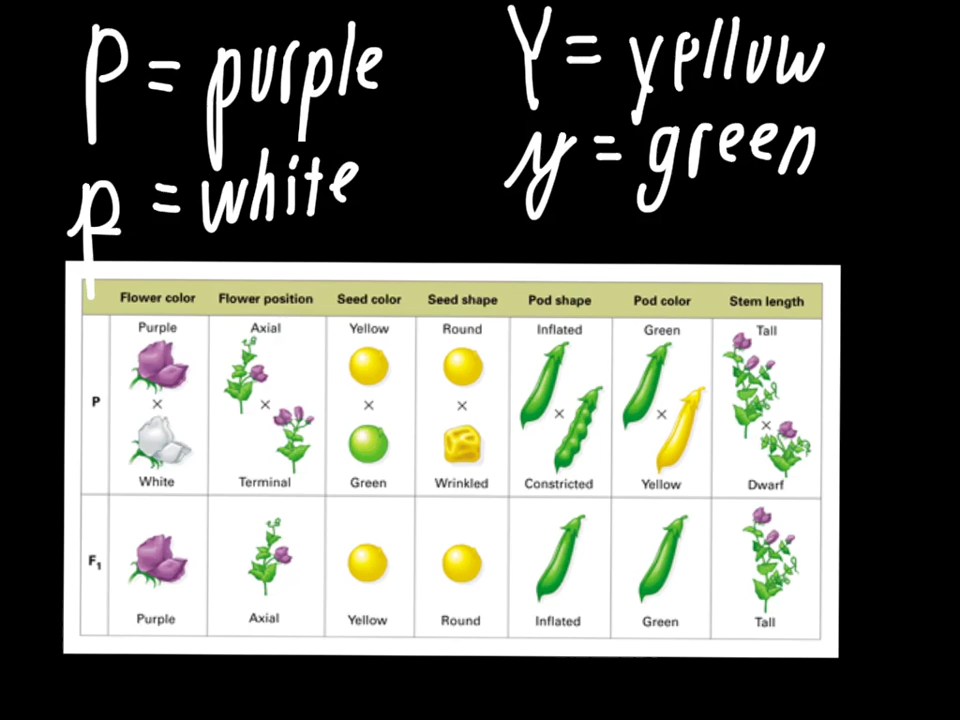 P = purple
p = white
Y = yellow
y = green
Flower color Flower position Seed color Seed shape Pod shape Pod color Stem length
P
Purple Axial Yellow Round Inflated Green Tall
× × × × × × ×
White Terminal Green Wrinkled Constricted Yellow Dwarf
F₁
Purple Axial Yellow Round Inflated Green Tall